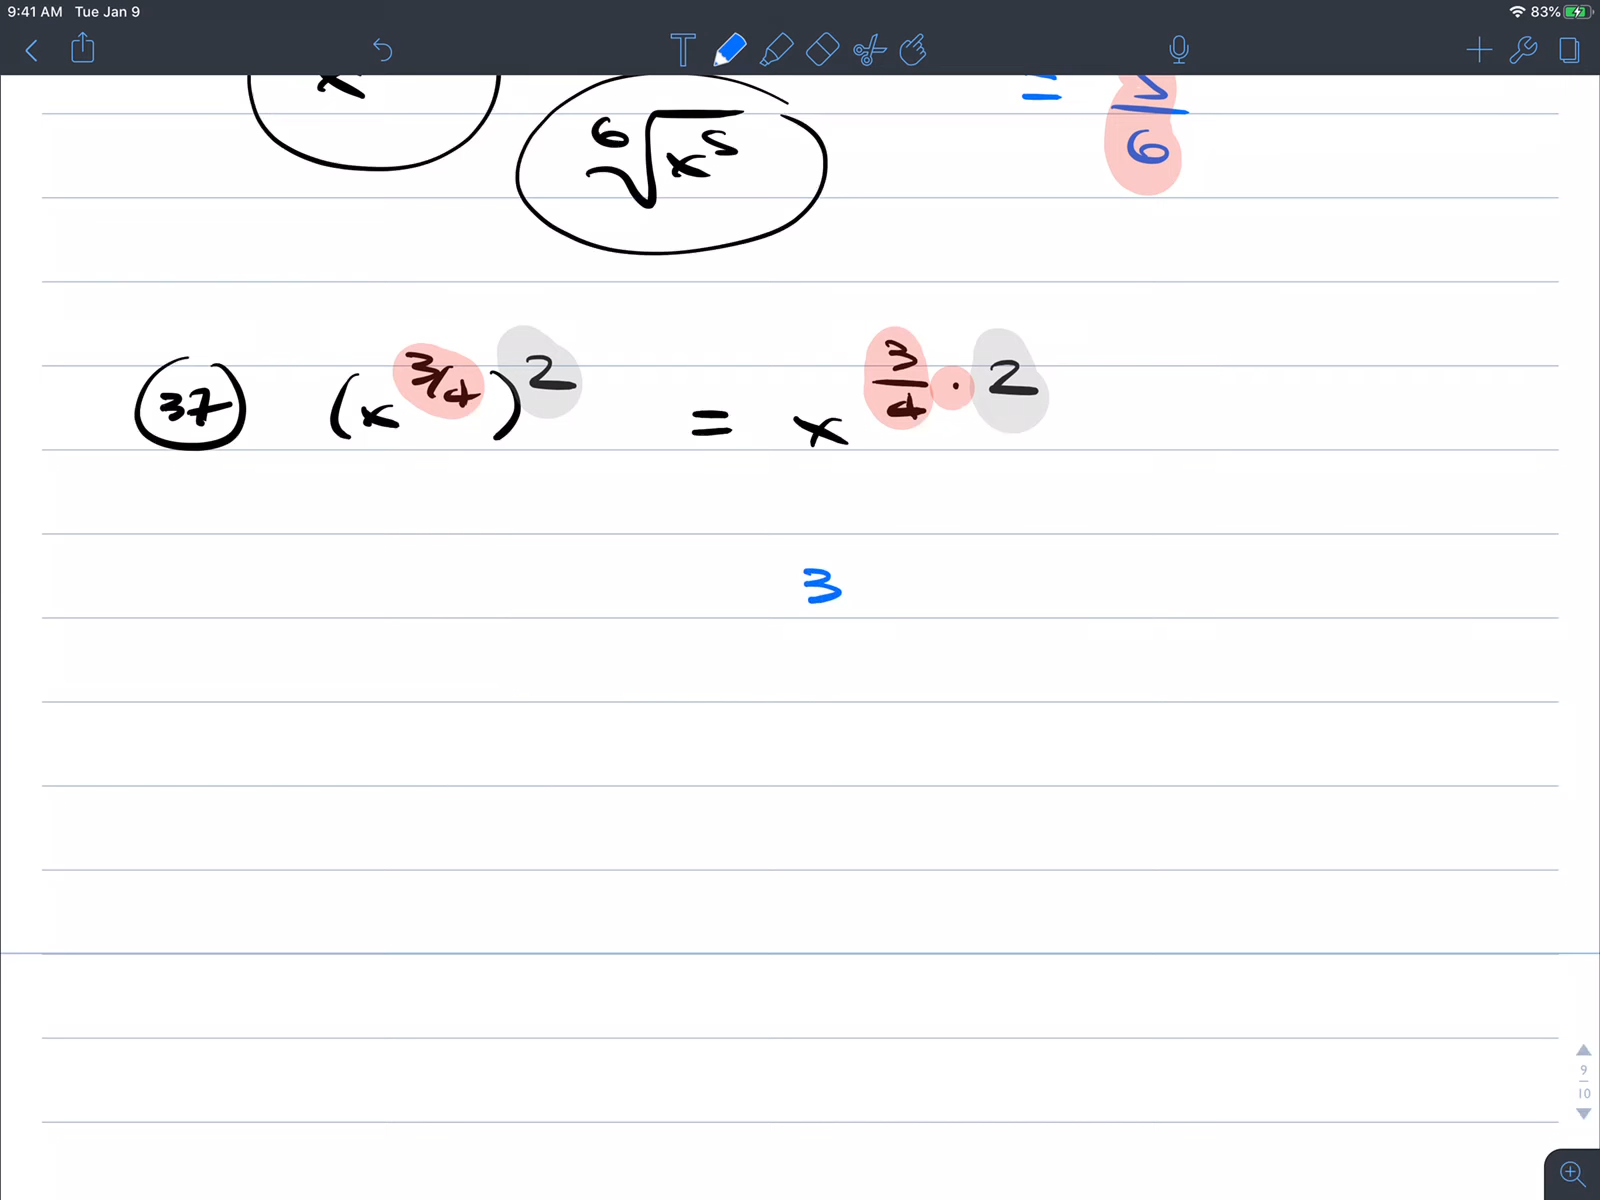 9:41 AM Tue Jan 9 83%
T
x
⁶√x⁵
=
6
37 (x^3/4)^2 = x^3/4 · 2
3
9
10